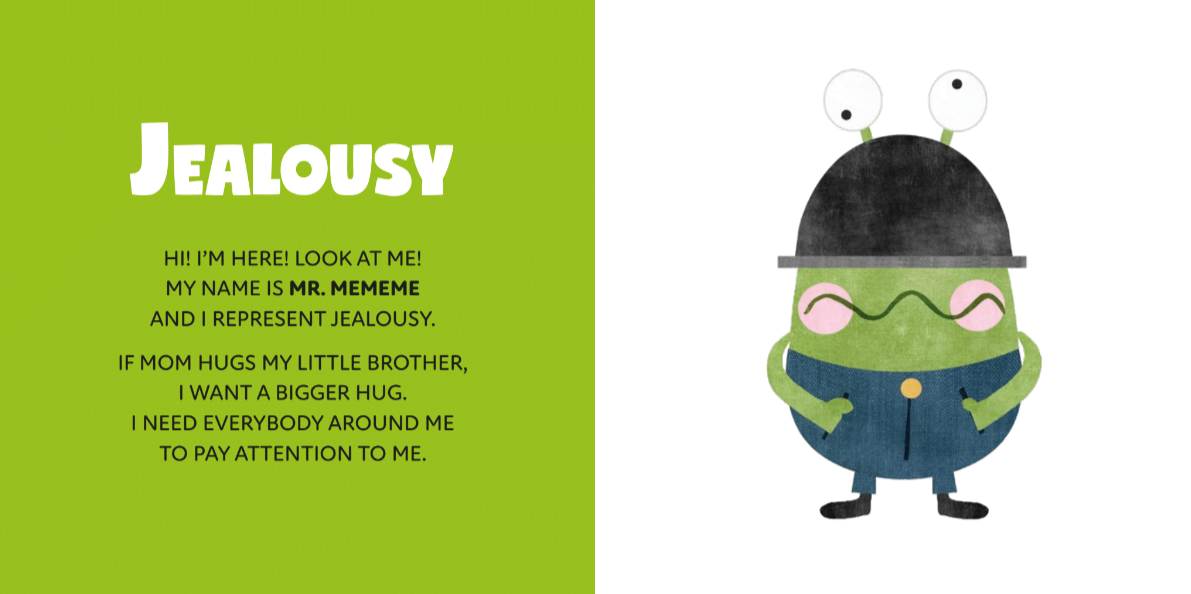 JEALOUSY
HI! I’M HERE! LOOK AT ME!
MY NAME IS MR. MEMEME
AND I REPRESENT JEALOUSY.
IF MOM HUGS MY LITTLE BROTHER,
I WANT A BIGGER HUG.
I NEED EVERYBODY AROUND ME
TO PAY ATTENTION TO ME.